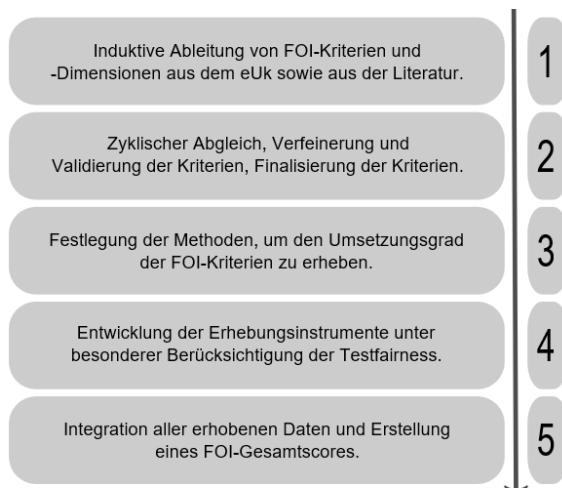 Induktive Ableitung von FOI-Kriterien und
-Dimensionen aus dem eUk sowie aus der Literatur.
1
Zyklischer Abgleich, Verfeinerung und
Validierung der Kriterien, Finalisierung der Kriterien.
2
Festlegung der Methoden, um den Umsetzungsgrad
der FOI-Kriterien zu erheben.
3
Entwicklung der Erhebungsinstrumente unter
besonderer Berücksichtigung der Testfairness.
4
Integration aller erhobenen Daten und Erstellung
eines FOI-Gesamtscores.
5